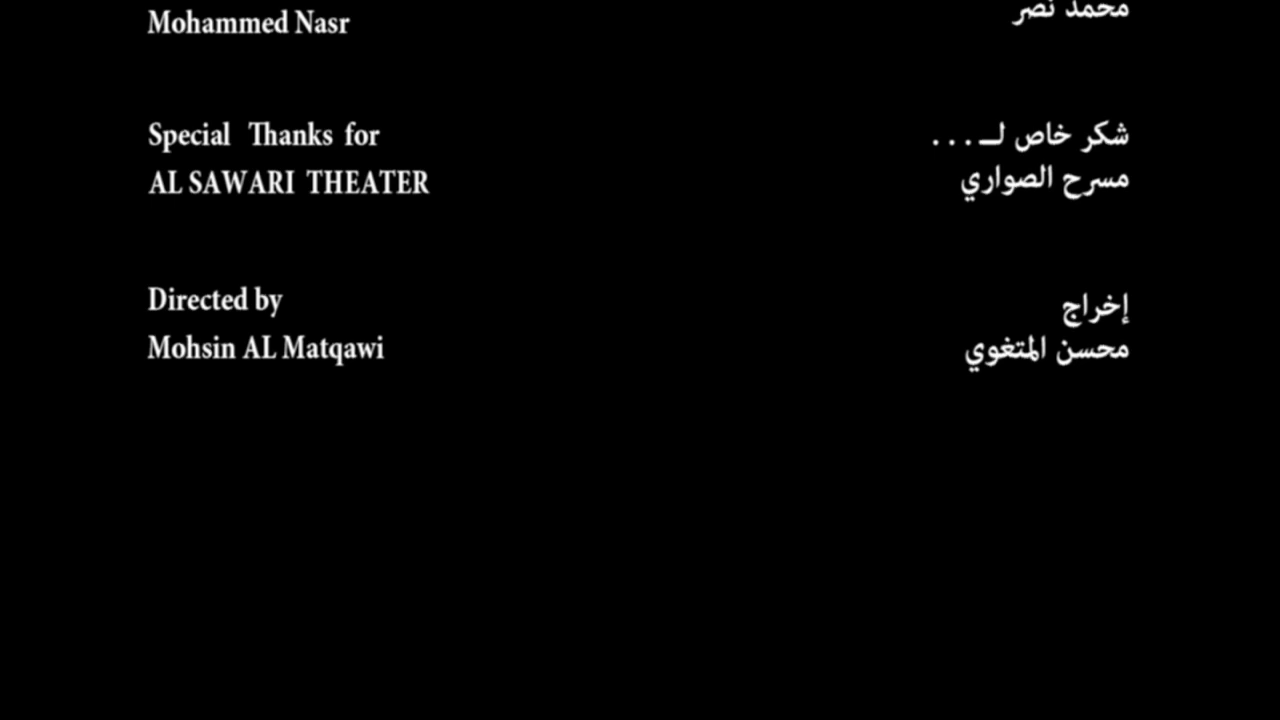 Mohammed Nasr
محمد نصر
Special Thanks for
شكر خاص لــ . . .
AL SAWARI THEATER
مسرح الصواري
Directed by
إخراج
Mohsin AL Matqawi
محسن المتغوي